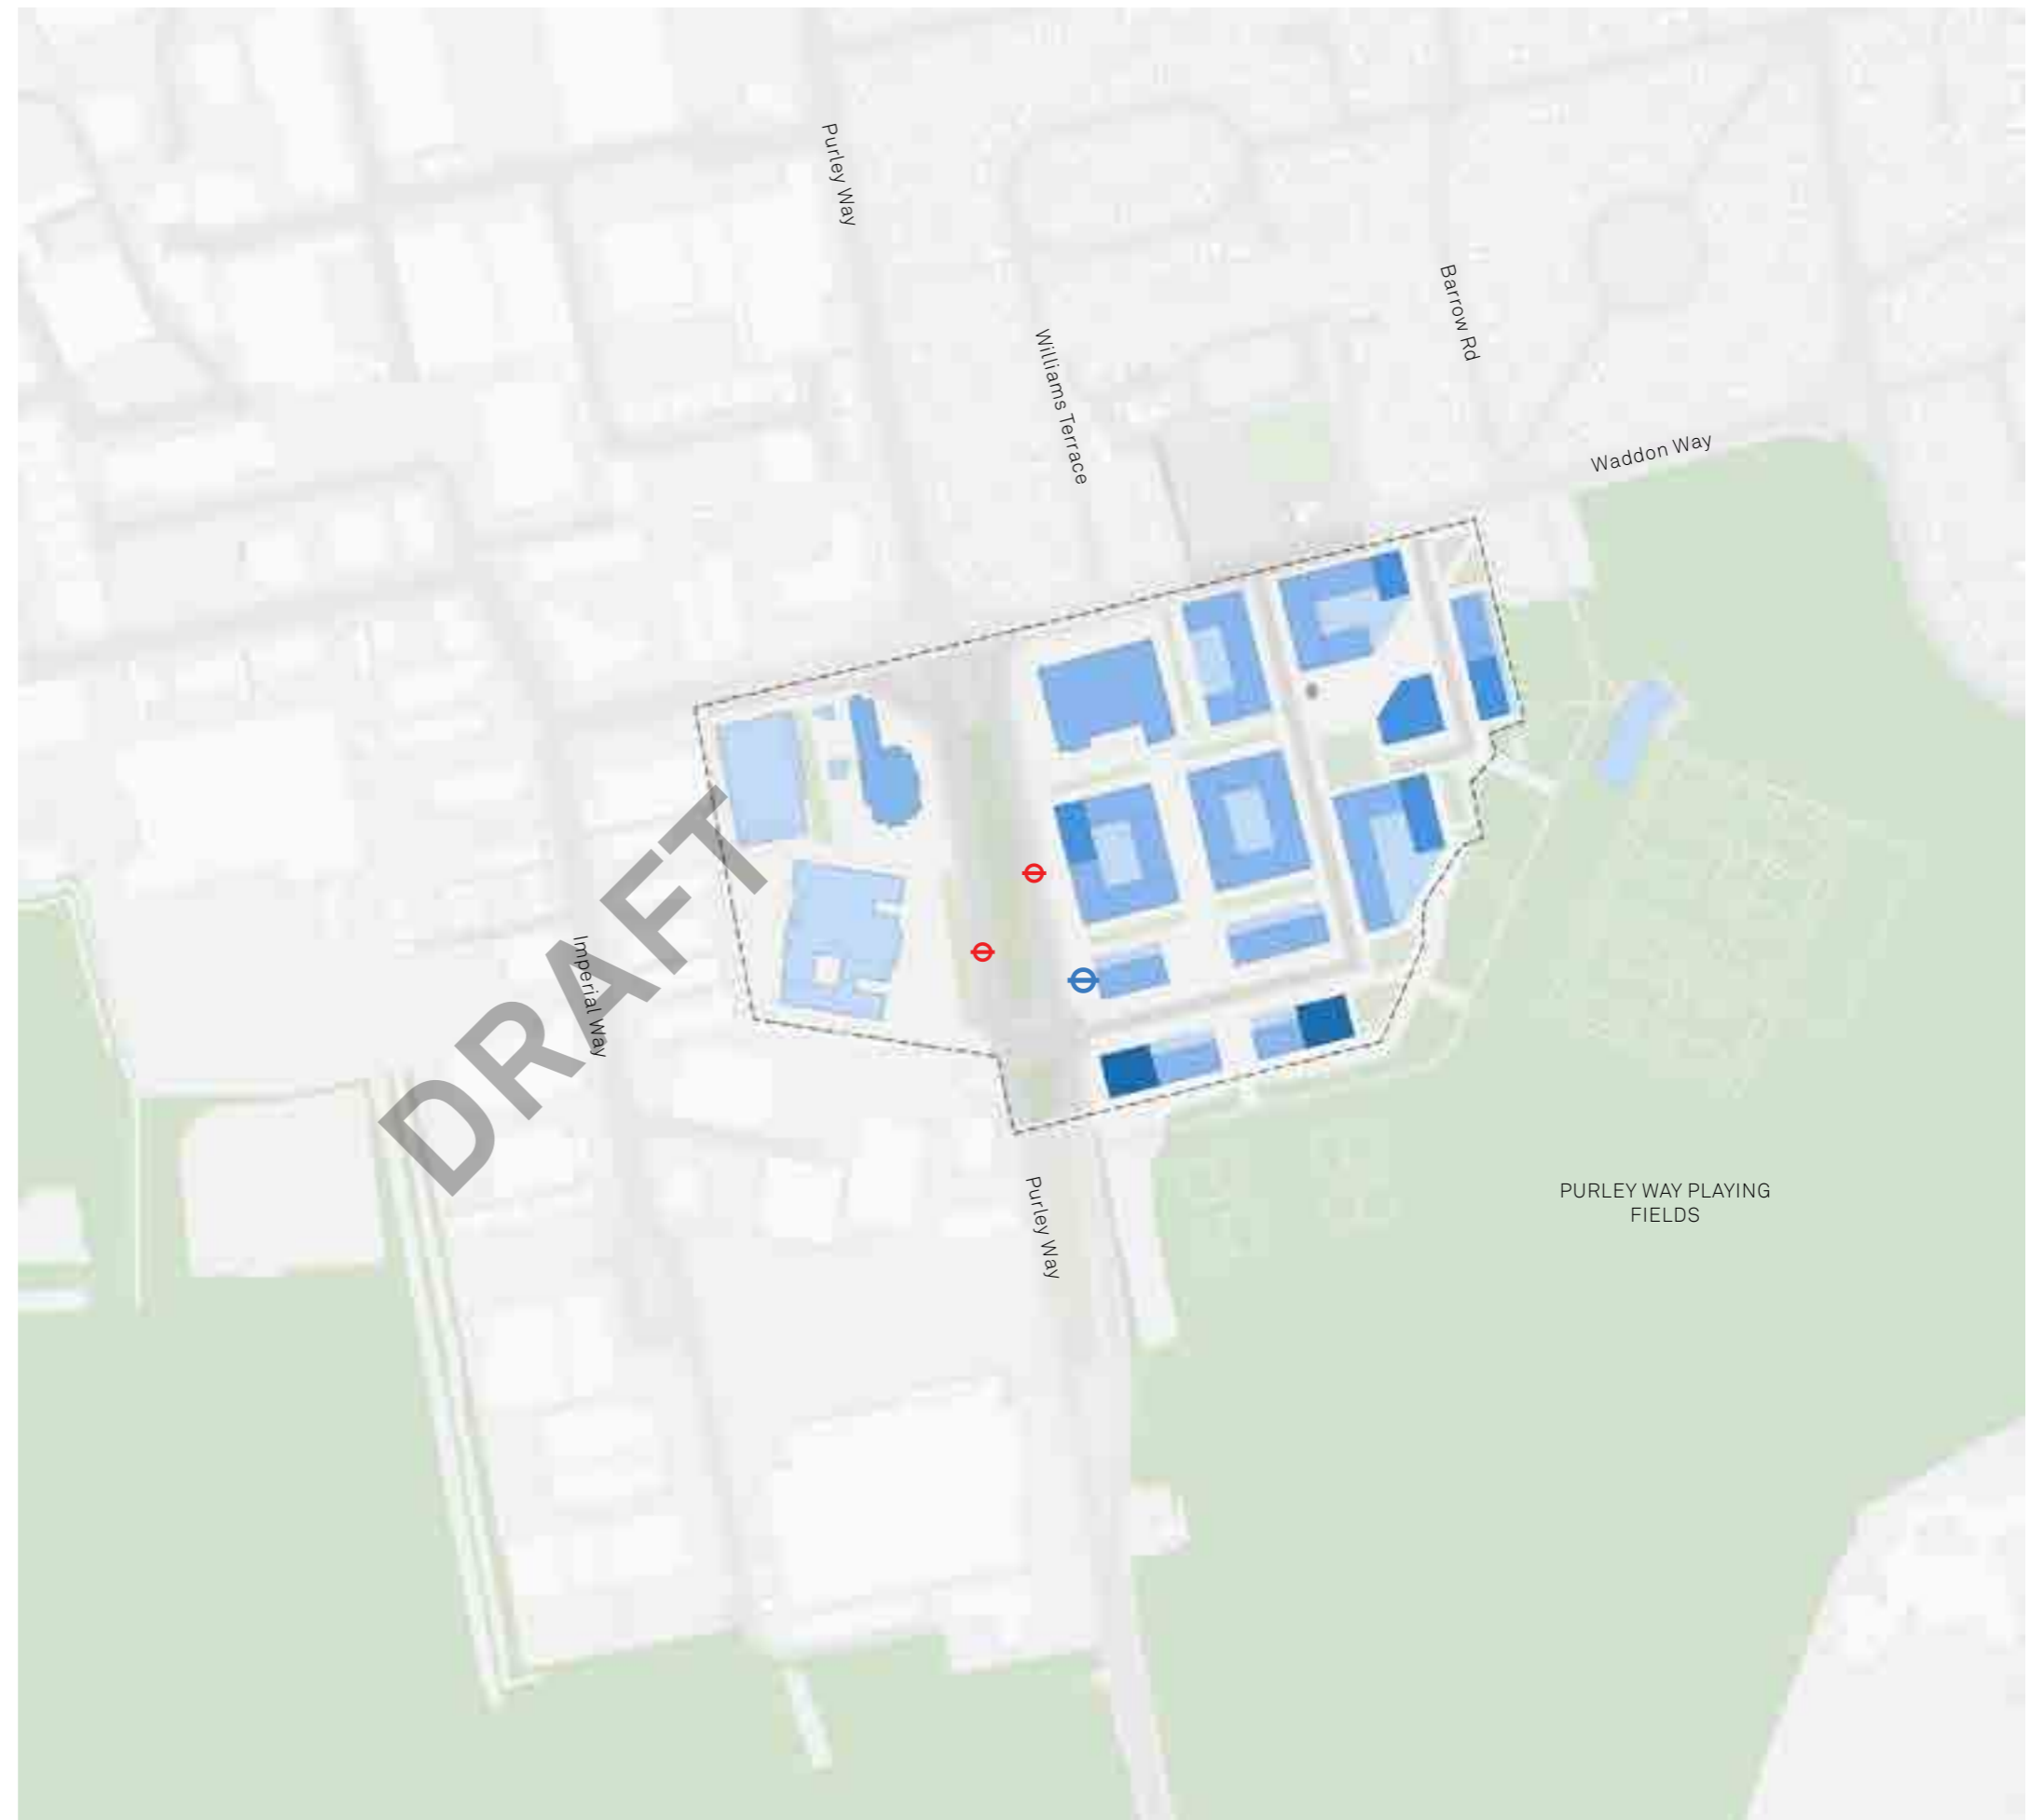 Purley Way
Barrow Rd
Williams Terrace
Waddon Way
DRAFT
Imperial Way
Purley Way
PURLEY WAY PLAYING
FIELDS